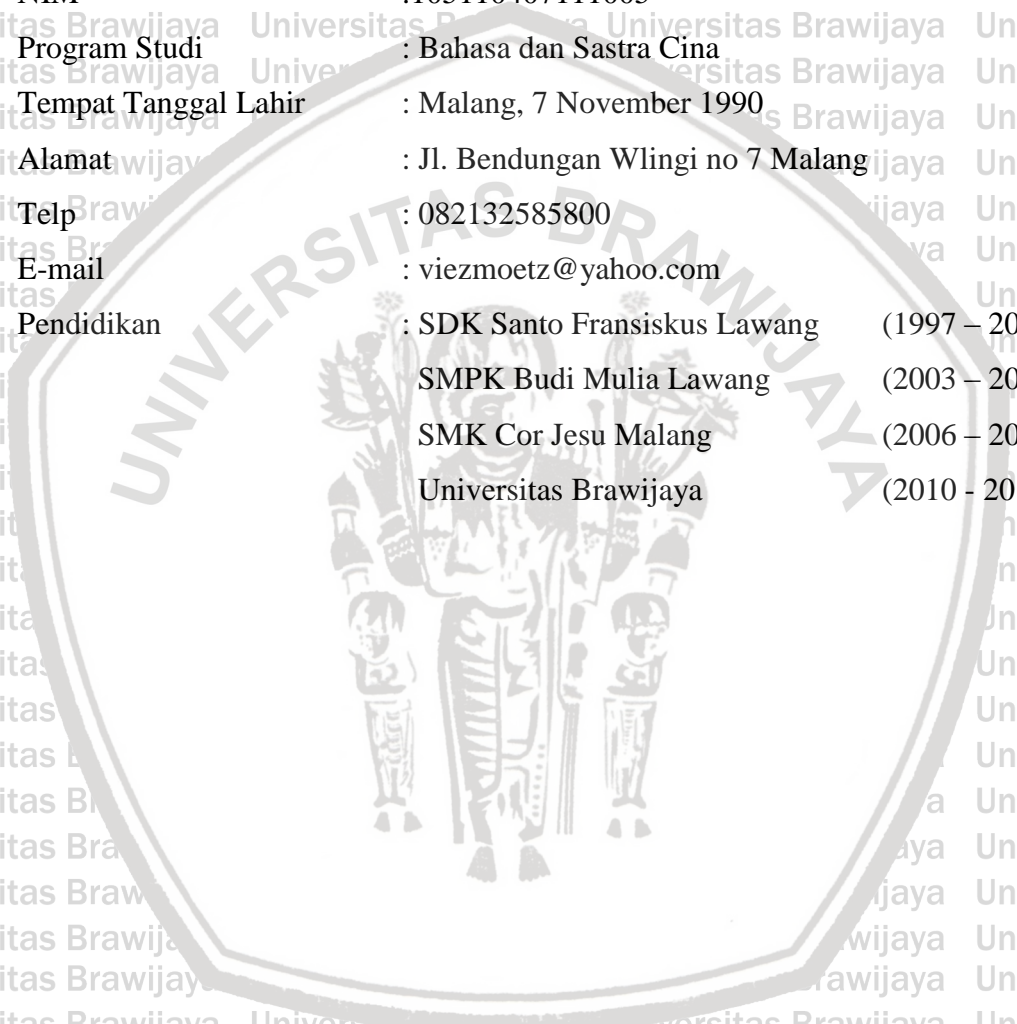 Program Studi : Bahasa dan Sastra Cina
Tempat Tanggal Lahir : Malang, 7 November 1990
Alamat : Jl. Bendungan Wlingi no 7 Malang
Telp : 082132585800
E-mail : viezmoetz@yahoo.com
Pendidikan : SDK Santo Fransiskus Lawang (1997 – 20
SMPK Budi Mulia Lawang (2003 – 20
SMK Cor Jesu Malang (2006 – 20
Universitas Brawijaya (2010 - 20
UNIVERSITAS BRAWIJAYA